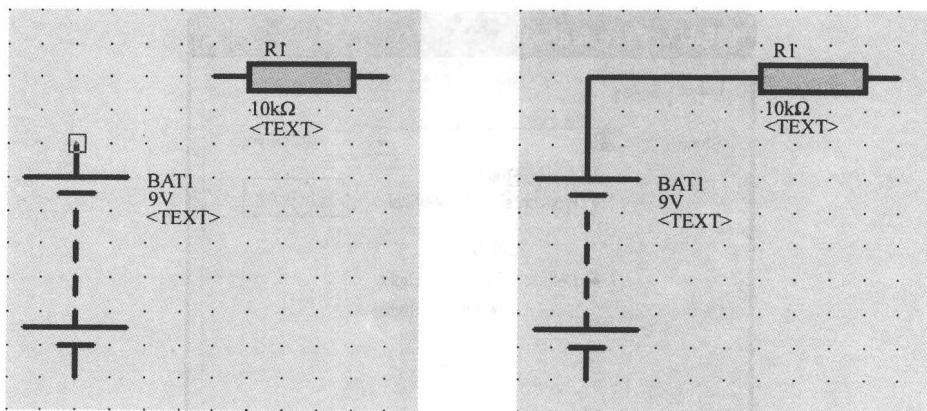 R1
10kΩ
<TEXT>
BAT1
9V
<TEXT>
R1
10kΩ
<TEXT>
BAT1
9V
<TEXT>